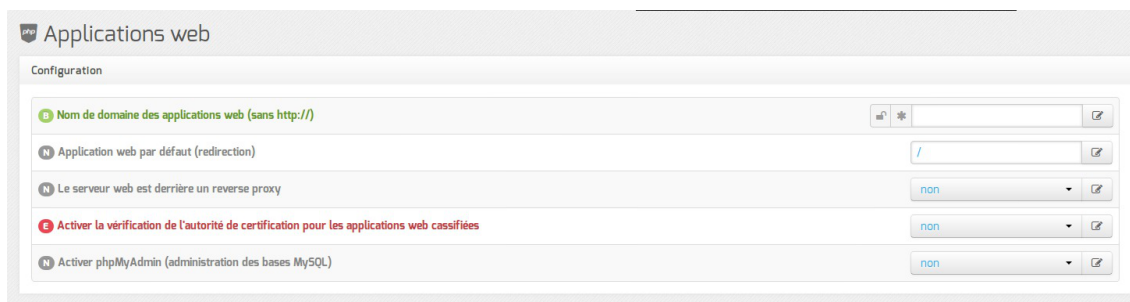 php Applications web
Configuration
B Nom de domaine des applications web (sans http://) *
N Application web par défaut (redirection) /
N Le serveur web est derrière un reverse proxy non
E Activer la vérification de l'autorité de certification pour les applications web cassifiées non
N Activer phpMyAdmin (administration des bases MySQL) non